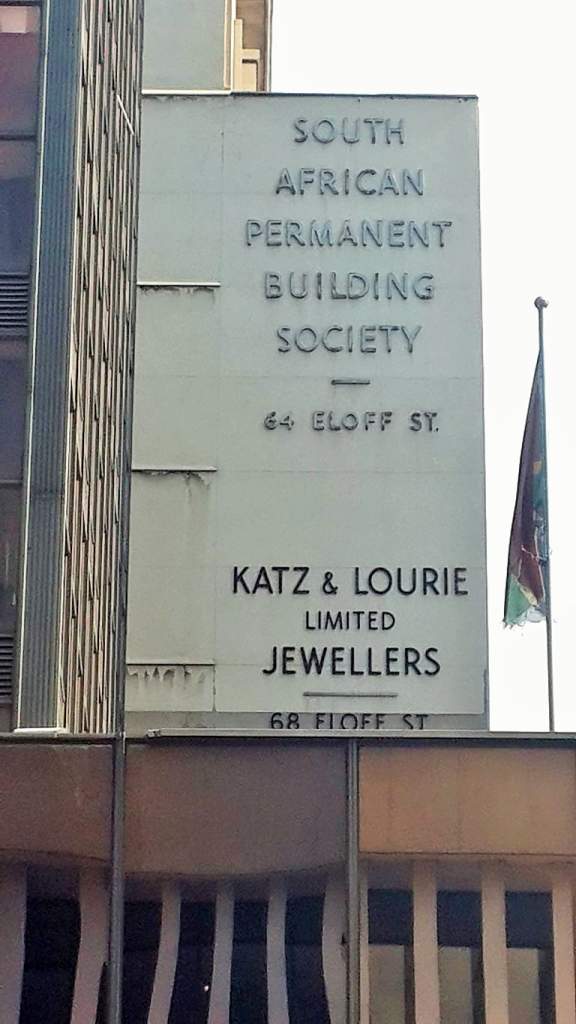 SOUTH
AFRICAN
PERMANENT
BUILDING
SOCIETY
64 ELOFF ST.
KATZ & LOURIE
LIMITED
JEWELLERS
68 ELOFF ST